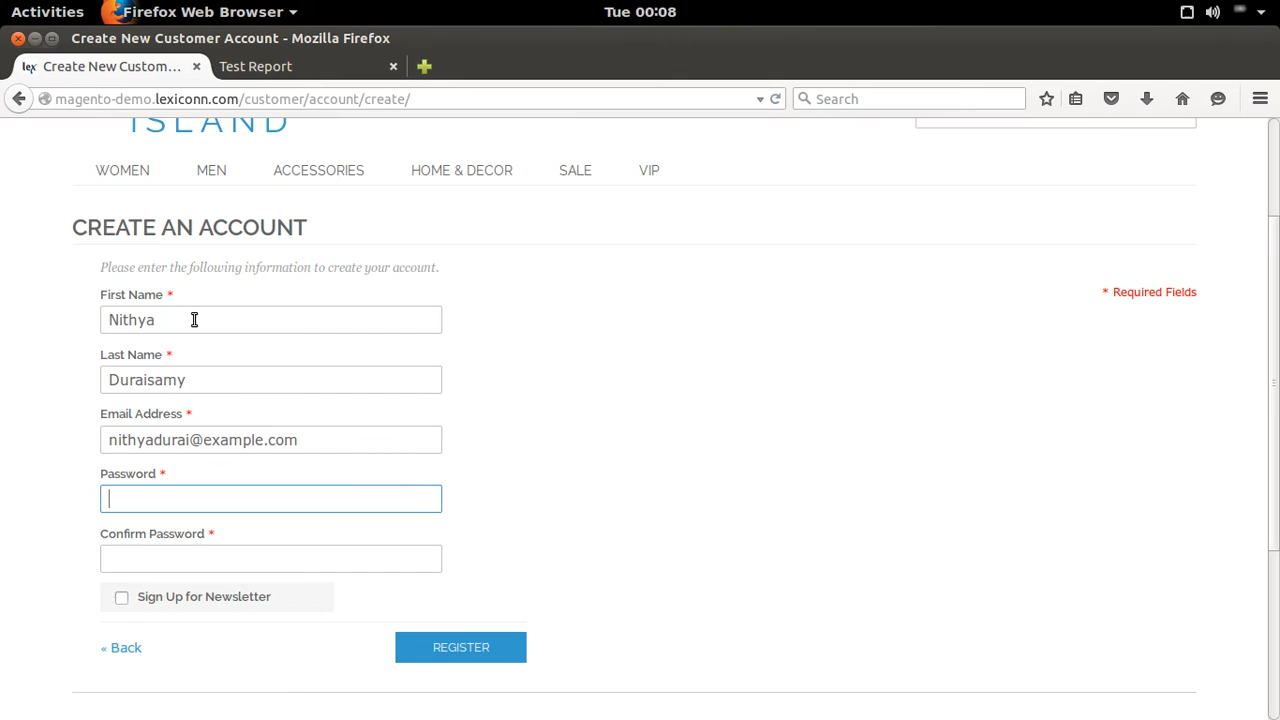 Activities Firefox Web Browser Tue 00:08
Create New Customer Account - Mozilla Firefox
lex Create New Custom... Test Report
magento-demo.lexiconn.com/customer/account/create/ Search
ISLAND
WOMEN MEN ACCESSORIES HOME & DECOR SALE VIP
CREATE AN ACCOUNT
Please enter the following information to create your account.
First Name * * Required Fields
Nithya
Last Name *
Duraisamy
Email Address *
nithyadurai@example.com
Password *
Confirm Password *
Sign Up for Newsletter
« Back REGISTER